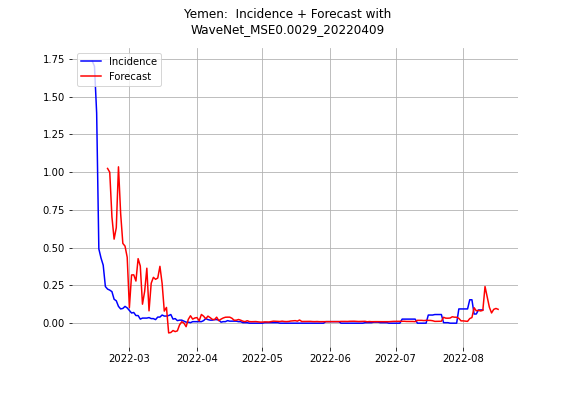 Yemen:  Incidence + Forecast with
WaveNet_MSE0.0029_20220409
1.75
Incidence
Forecast
1.50
1.25
1.00
0.75
0.50
0.25
0.00
2022-03 2022-04 2022-05 2022-06 2022-07 2022-08